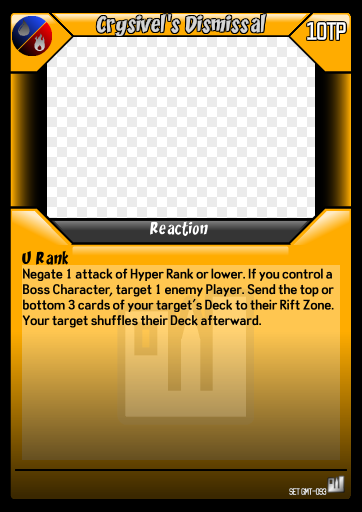 Crysivel's Dismissal
10TP
Reaction
U Rank
Negate 1 attack of Hyper Rank or lower. If you control a
Boss Character, target 1 enemy Player. Send the top or
bottom 3 cards of your target's Deck to their Rift Zone.
Your target shuffles their Deck afterward.
SET GMT-093